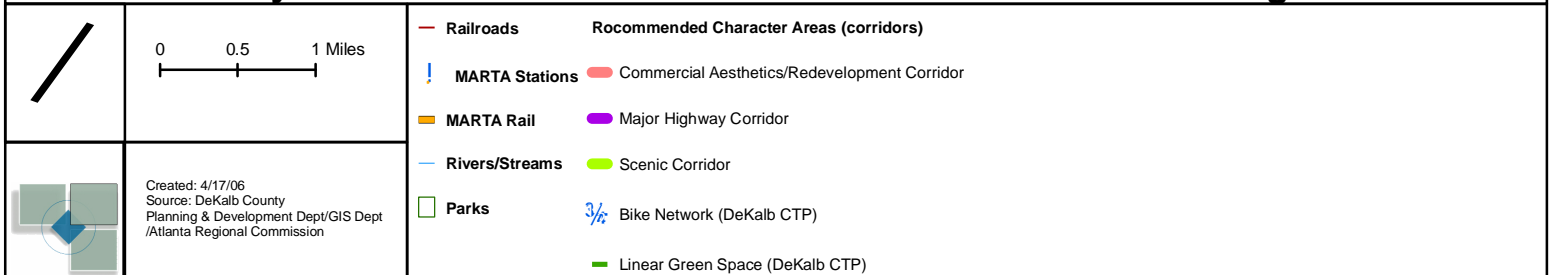 0 0.5 1 Miles
Created: 4/17/06
Source: DeKalb County
Planning & Development Dept/GIS Dept
/Atlanta Regional Commission
Railroads
MARTA Stations
MARTA Rail
Rivers/Streams
Parks
Rocommended Character Areas (corridors)
Commercial Aesthetics/Redevelopment Corridor
Major Highway Corridor
Scenic Corridor
Bike Network (DeKalb CTP)
Linear Green Space (DeKalb CTP)